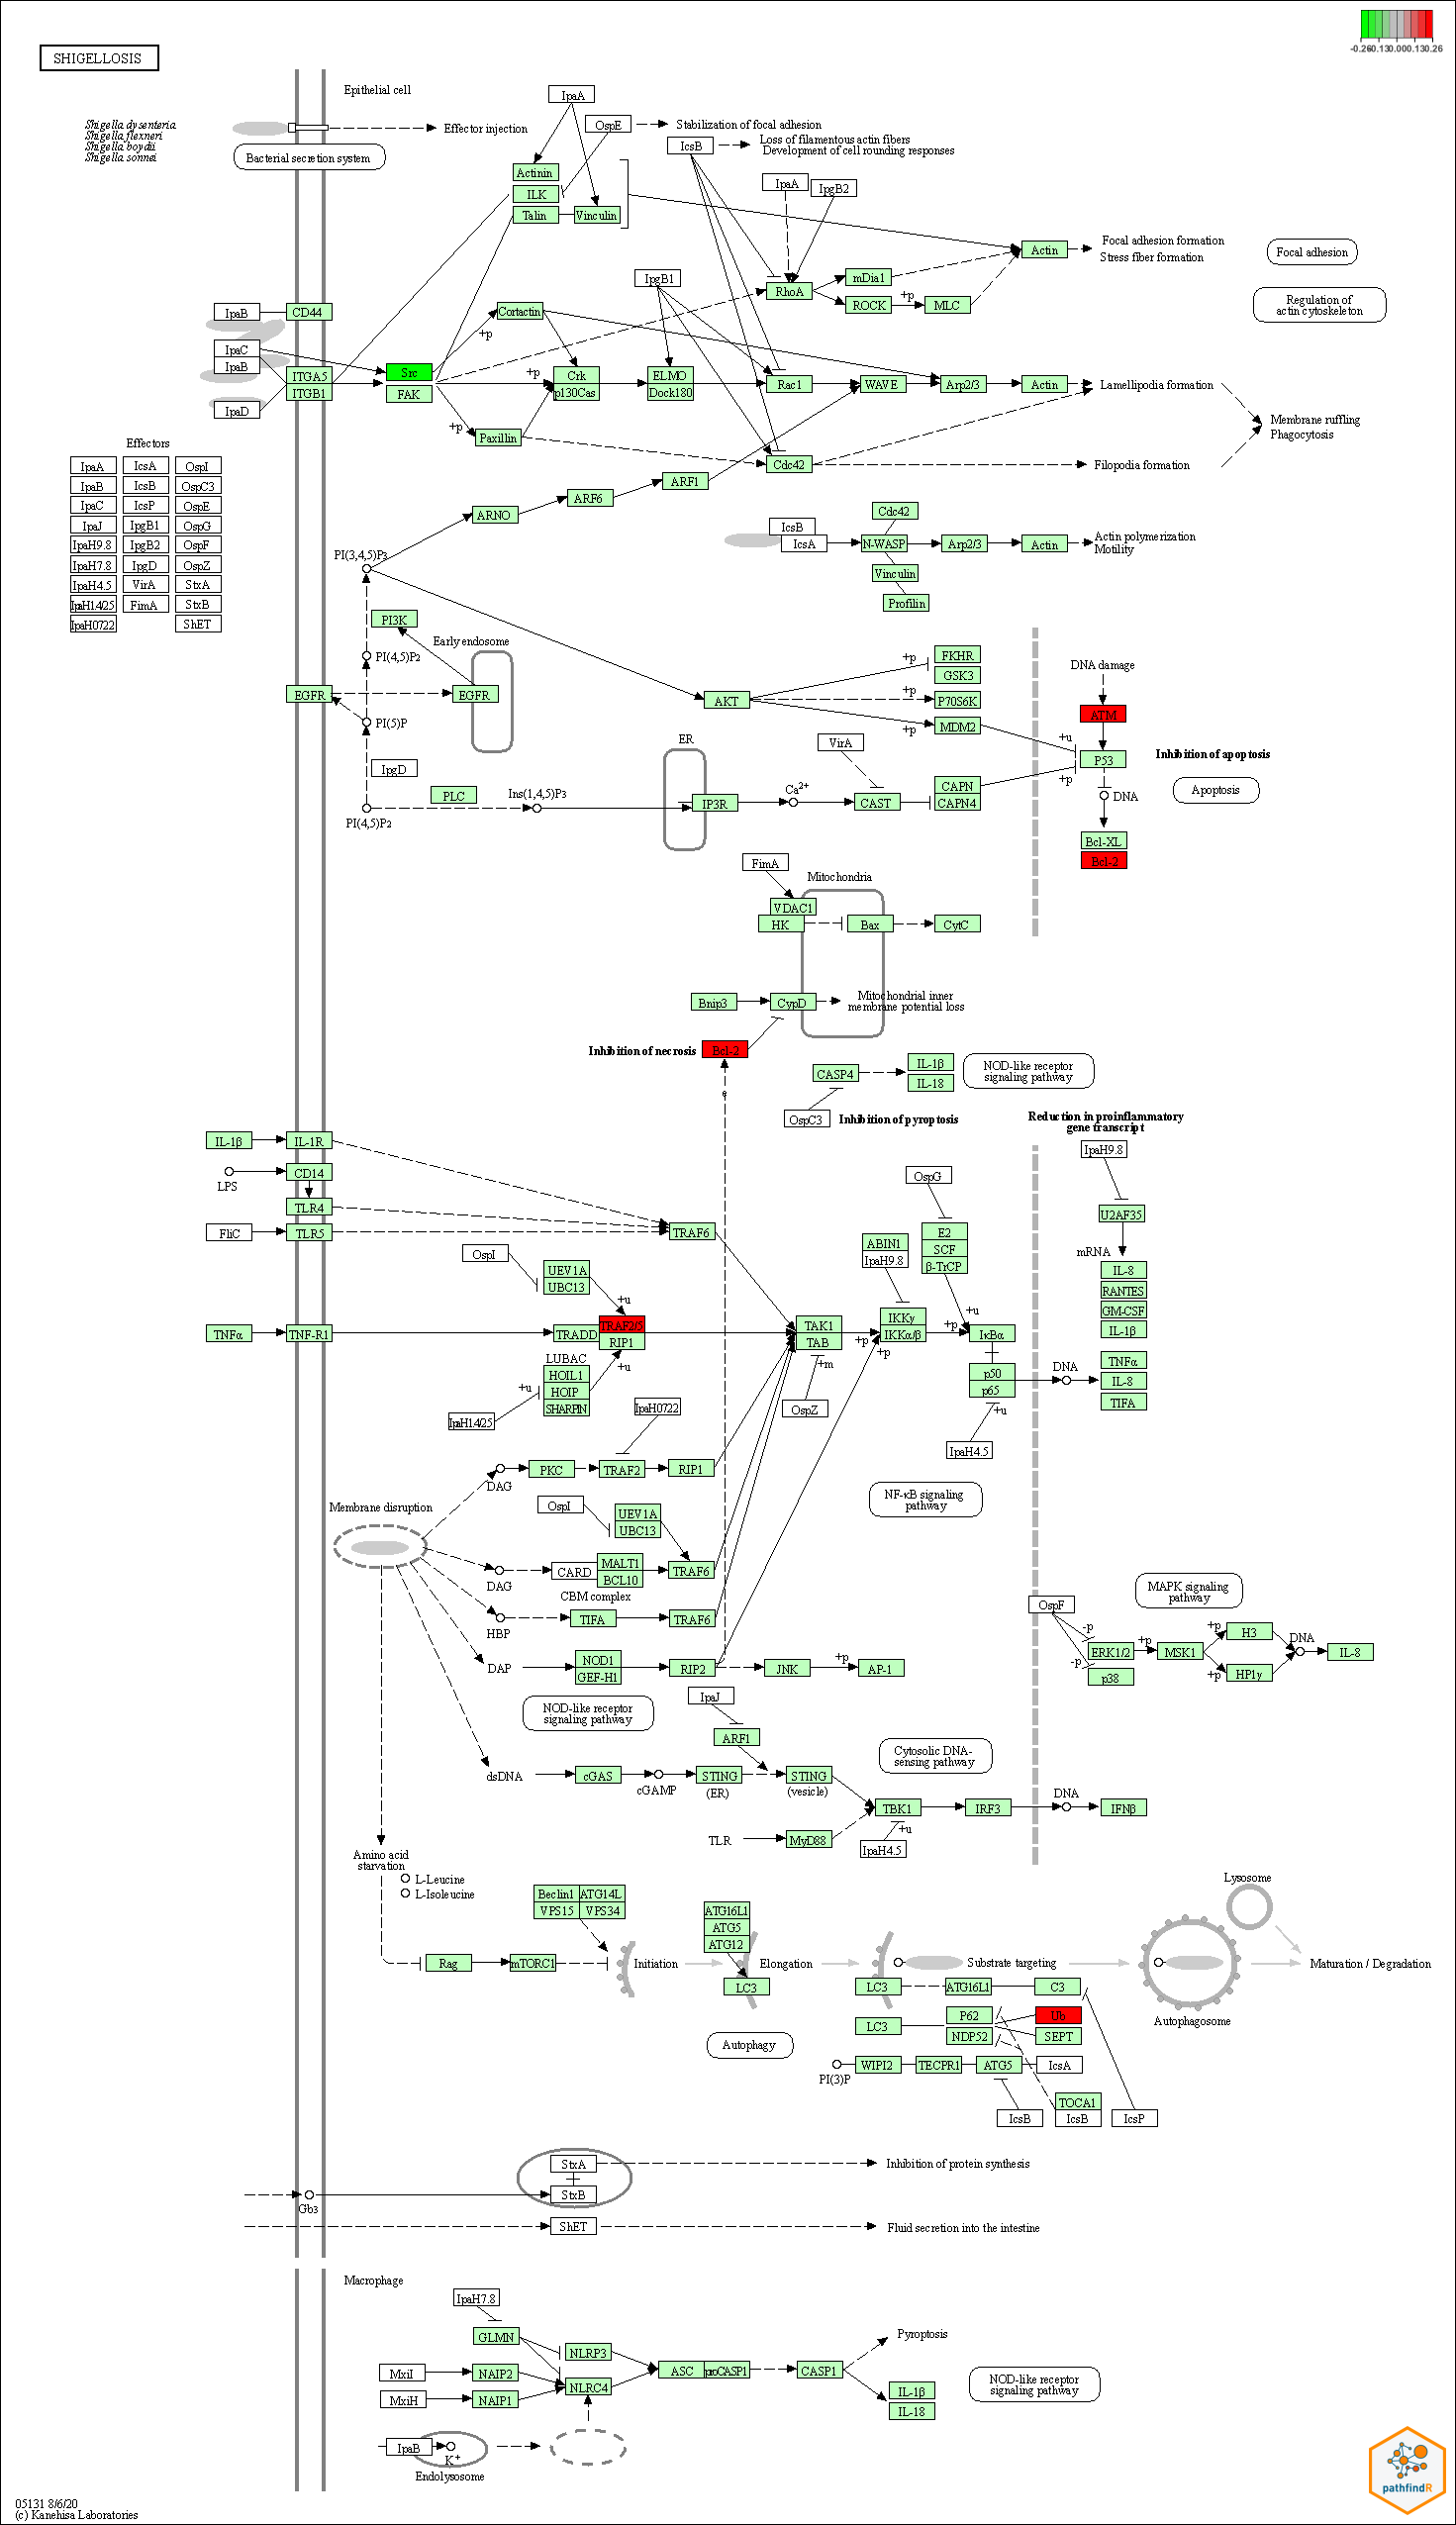 -0.260.130.000.130.26
SHIGELLOSIS
Epithelial cell
Shigella dysenteria
Shigella flexneri
Shigella boydii
Shigella sonnei
Bacterial secretion system
Effector injection
IpaA
OspE
Stabilization of focal adhesion
IcsB
Loss of filamentous actin fibers
Development of cell rounding responses
Actinin
ILK
Talin
Vinculin
IpaA
IpgB2
Actin
Focal adhesion formation
Stress fiber formation
Focal adhesion
IpgB1
RhoA
mDia1
ROCK
+p
MLC
Regulation of
actin cytoskeleton
IpaB
CD44
Cortactin
+p
IpaC
IpaB
IpaD
ITGA5
ITGB1
Src
FAK
+p
Crk
p130Cas
ELMO
Dock180
Rac1
WAVE
Arp2/3
Actin
Lamellipodia formation
Membrane ruffling
Phagocytosis
+p
Paxillin
Cdc42
Filopodia formation
Effectors
IpaA
IcsA
OspI
IpaB
IcsB
OspC3
IpaC
IcsP
OspE
IpaJ
IpgB1
OspG
IpaH9.8
IpgB2
OspF
IpaH7.8
IpgD
OspZ
IpaH4.5
VirA
StxA
IpaH14/25
FimA
StxB
IpaH0722
ShET
ARNO
ARF6
ARF1
IcsB
IcsA
Cdc42
N-WASP
Vinculin
Profilin
Arp2/3
Actin
Actin polymerization
Motility
PI(3,4,5)P3
PI3K
Early endosome
PI(4,5)P2
EGFR
EGFR
PI(5)P
IpgD
PI(4,5)P2
PLC
Ins(1,4,5)P3
AKT
+p
+p
+p
FKHR
GSK3
P70S6K
MDM2
DNA damage
ATM
+u
P53
+p
Inhibition of apoptosis
Apoptosis
DNA
Bcl-XL
Bcl-2
ER
IP3R
Ca2+
VirA
CAST
CAPN
CAPN4
FimA
Mitochondria
VDAC1
HK
Bax
CytC
Bnip3
CypD
Mitochondrial inner
membrane potential loss
Inhibition of necrosis
Bcl-2
e
CASP4
IL-1β
IL-18
OspC3
Inhibition of pyroptosis
NOD-like receptor
signaling pathway
Reduction in proinflammatory
gene transcript
IpaH9.8
U2AF35
mRNA
IL-8
RANTES
GM-CSF
IL-1β
IL-1β
IL-1R
LPS
CD14
TLR4
FliC
TLR5
TRAF6
OspI
UEV1A
UBC13
+u
TNFα
TNF-R1
TRADD
TRAF2/5
RIP1
+u
LUBAC
HOIL1
HOIP
SHARPIN
+u
IpaH14/25
TAK1
TAB
+m
OspZ
ABIN1
IpaH9.8
OspG
E2
SCF
β-TrCP
IKKγ
IKKα/β
+p
+p
+p
+u
IκBα
p50
p65
+u
IpaH4.5
DNA
TNFα
IL-8
TIFA
NF-κB signaling
pathway
IpaH0722
DAG
PKC
TRAF2
RIP1
Membrane disruption
OspI
UEV1A
UBC13
DAG
CARD
MALT1
BCL10
TRAF6
CBM complex
HBP
TIFA
TRAF6
DAP
NOD1
GEF-H1
RIP2
JNK
+p
AP-1
NOD-like receptor
signaling pathway
MAPK signaling
pathway
OspF
-p
-p
ERK1/2
p38
+p
MSK1
+p
+p
H3
HP1γ
DNA
IL-8
IpaJ
ARF1
dsDNA
cGAS
cGAMP
STING
(ER)
STING
(vesicle)
Cytosolic DNA-
sensing pathway
TBK1
IRF3
DNA
IFNβ
TLR
MyD88
+u
IpaH4.5
Amino acid
starvation
L-Leucine
L-Isoleucine
Beclin1
ATG14L
VPS15
VPS34
Rag
mTORC1
Initiation
ATG16L1
ATG5
ATG12
LC3
Elongation
Substrate targeting
Lysosome
Autophagosome
Maturation / Degradation
LC3
ATG16L1
C3
LC3
P62
NDP52
Ub
SEPT
Autophagy
PI(3)P
WIPI2
TECPR1
ATG5
IcsA
TOCA1
IcsB
IcsB
IcsP
StxA
StxB
Inhibition of protein synthesis
Gb3
ShET
Fluid secretion into the intestine
Macrophage
IpaH7.8
GLMN
NLRP3
MxiI
NAIP2
NLRC4
MxiH
NAIP1
ASC
proCASP1
CASP1
Pyroptosis
IL-1β
IL-18
NOD-like receptor
signaling pathway
IpaB
K+
Endolysosome
pathfindR
05131 8/6/20
(c) Kanehisa Laboratories